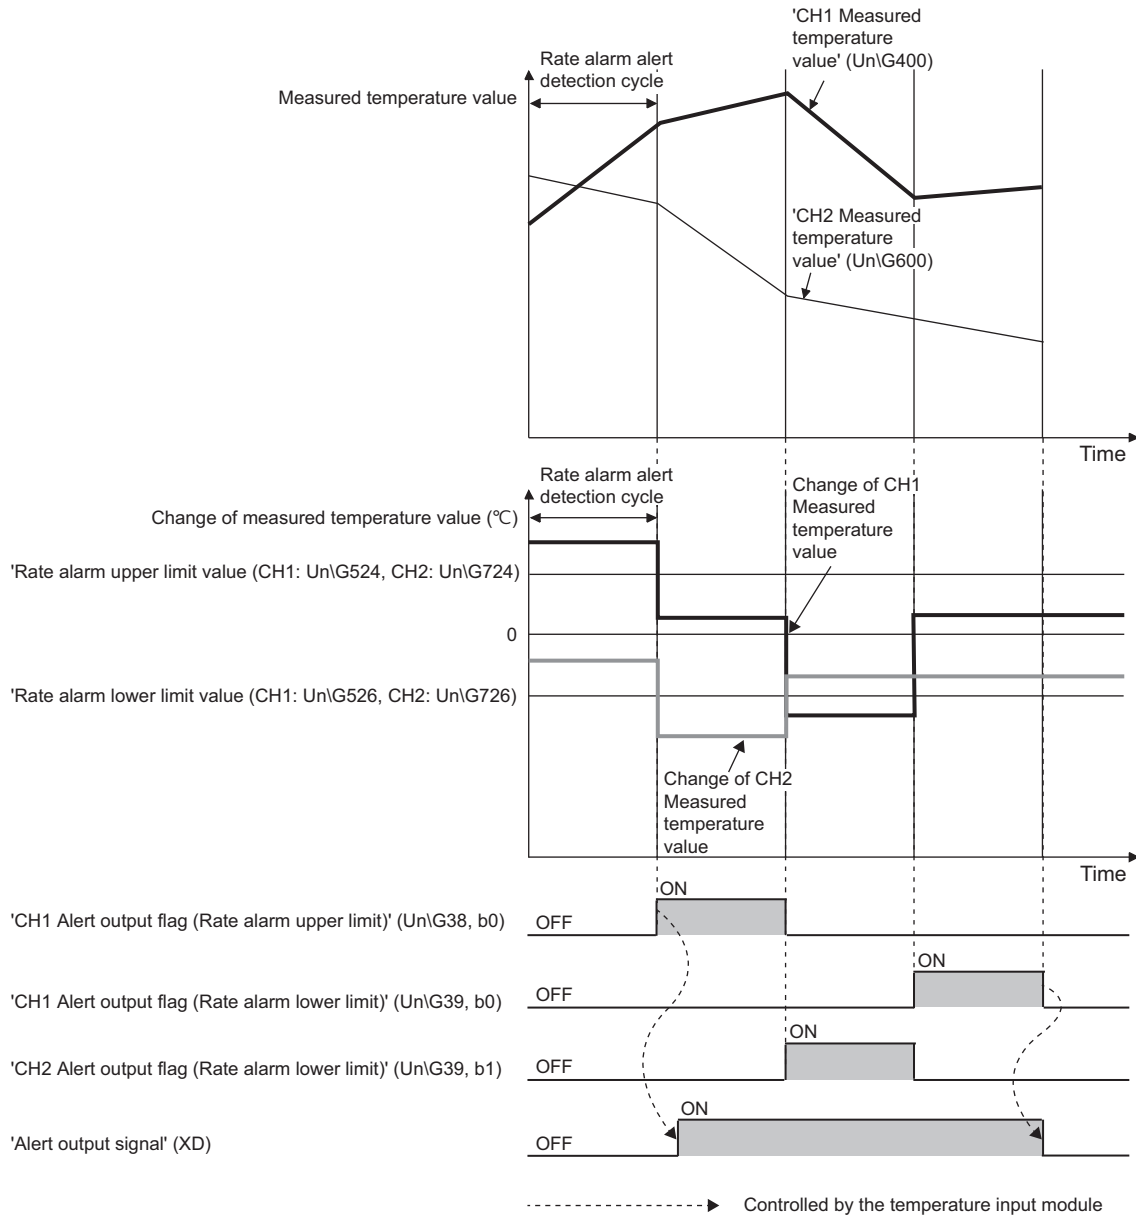 'CH1 Measured
temperature
value' (Un\G400)
Rate alarm alert
detection cycle
Measured temperature value
'CH2 Measured
temperature
value' (Un\G600)
Time
Rate alarm alert
detection cycle
Change of CH1
Measured
temperature
value
Change of measured temperature value (℃)
'Rate alarm upper limit value (CH1: Un\G524, CH2: Un\G724)
0
'Rate alarm lower limit value (CH1: Un\G526, CH2: Un\G726)
Change of CH2
Measured
temperature
value
Time
ON
'CH1 Alert output flag (Rate alarm upper limit)' (Un\G38, b0)
OFF
ON
'CH1 Alert output flag (Rate alarm lower limit)' (Un\G39, b0)
OFF
ON
'CH2 Alert output flag (Rate alarm lower limit)' (Un\G39, b1)
OFF
ON
'Alert output signal' (XD)
OFF
Controlled by the temperature input module